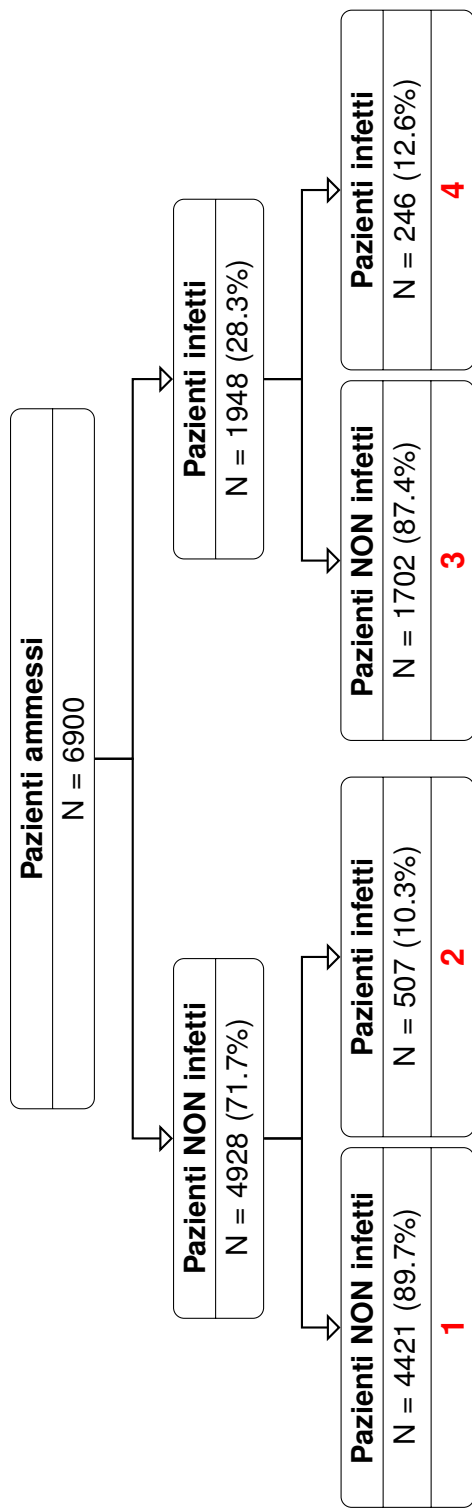 Pazienti ammessi
N = 6900
Pazienti NON infetti
N = 4928 (71.7%)
Pazienti infetti
N = 1948 (28.3%)
Pazienti NON infetti
N = 4421 (89.7%)
1
Pazienti infetti
N = 507 (10.3%)
2
Pazienti NON infetti
N = 1702 (87.4%)
3
Pazienti infetti
N = 246 (12.6%)
4